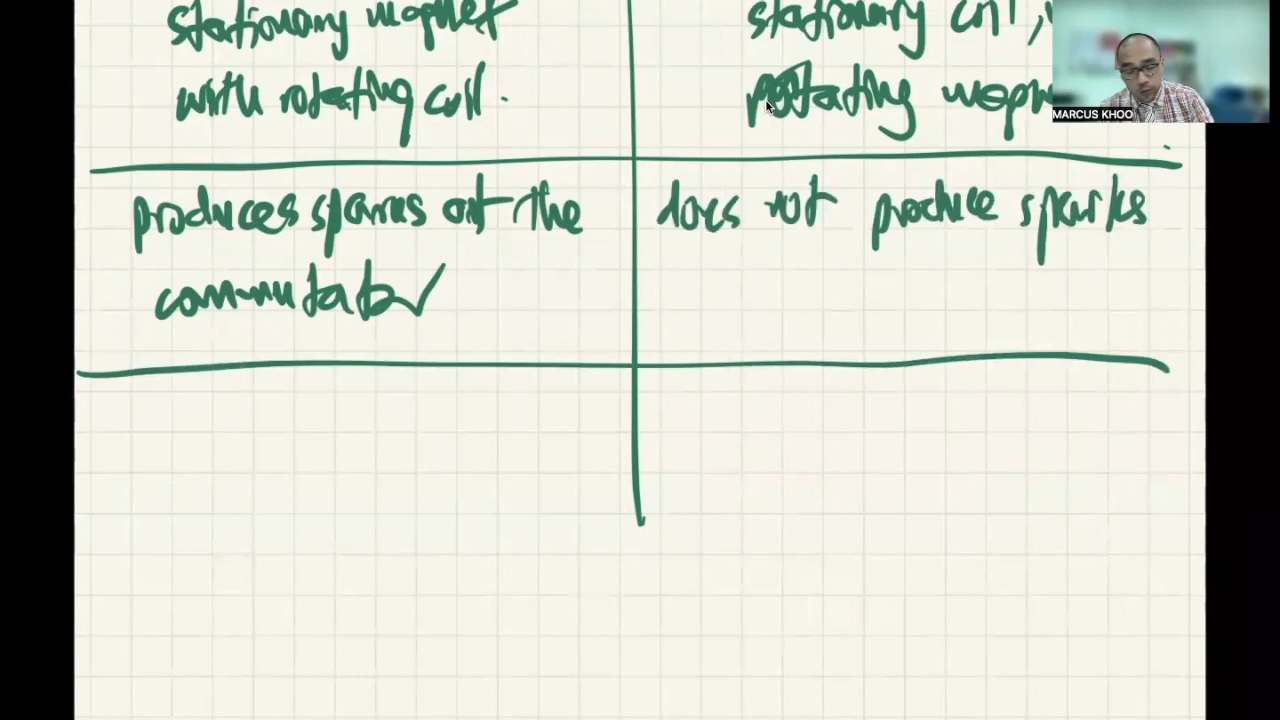 stationary magnet
with rotating coil.
stationary coil,
rotating magne
MARCUS KHOO
produces sparks at the
commutator
does not produce sparks